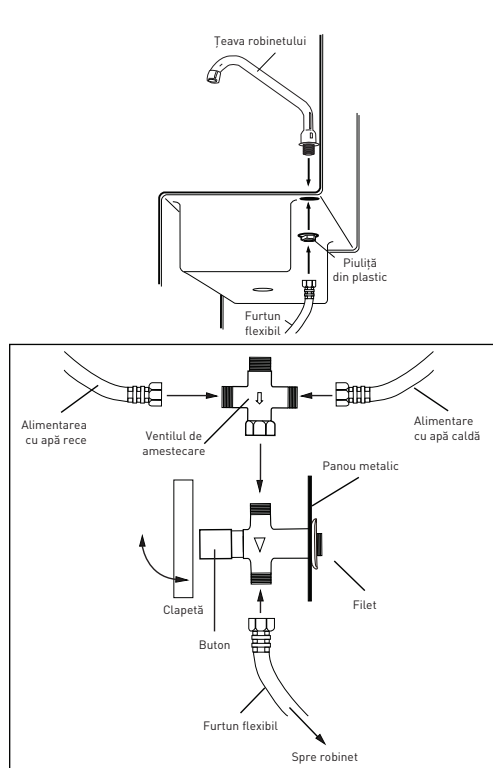 Țeava robinetului
Piuliță
din plastic
Furtun
flexibil
Alimentarea
cu apă rece
Ventilul de
amestecare
Alimentare
cu apă caldă
Panou metalic
Clapetă
Filet
Buton
Furtun flexibil
Spre robinet